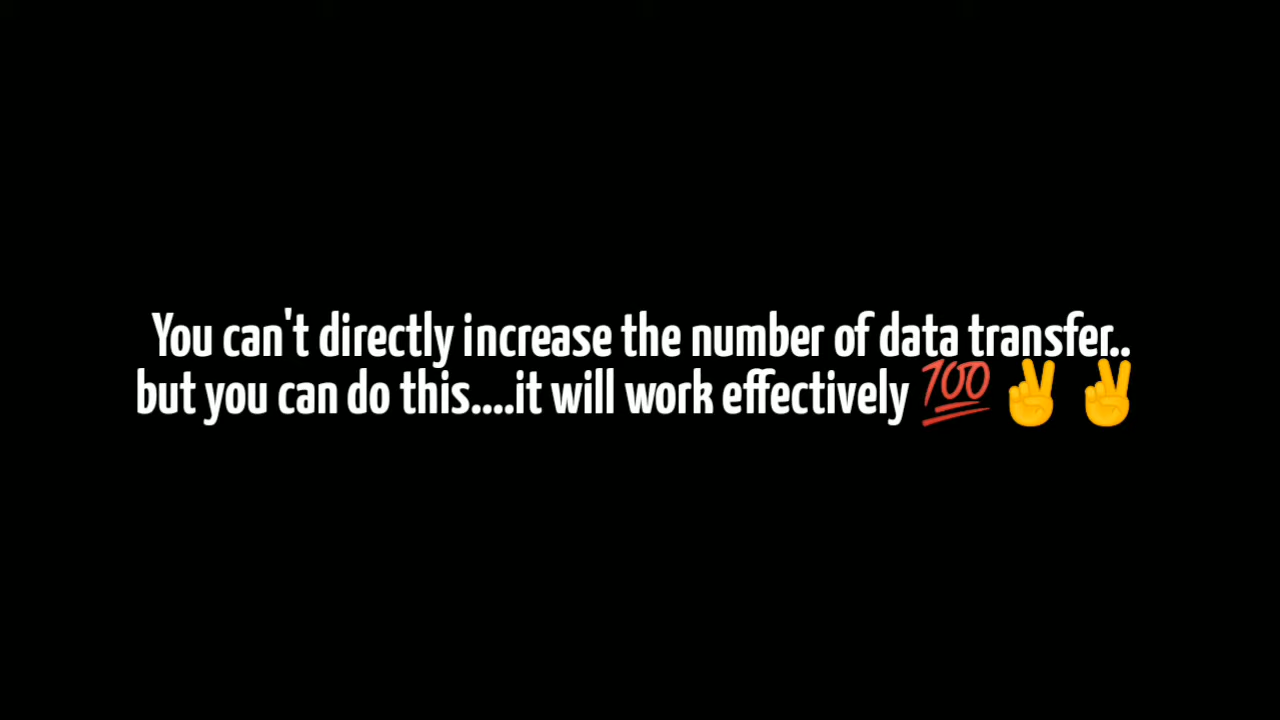 You can't directly increase the number of data transfer..
but you can do this....it will work effectively 💯✌️ ✌️